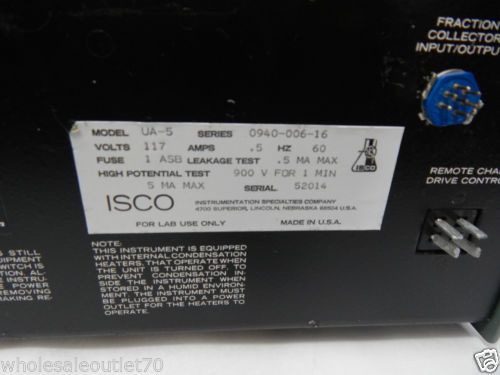 FRACTION
COLLECTOR
INPUT/OUTPUT
MODEL UA-5 SERIES 0940-006-16
VOLTS 117 AMPS .5 HZ 60
FUSE 1 ASB LEAKAGE TEST .5 MA MAX
HIGH POTENTIAL TEST 900 V FOR 1 MIN
5 MA MAX SERIAL 52014
ISCO
ISCO INSTRUMENTATION SPECIALTIES COMPANY
4700 SUPERIOR, LINCOLN, NEBRASKA 68504 U.S.A.
FOR LAB USE ONLY MADE IN U.S.A.
REMOTE CHA
DRIVE CONTR
S STILL
QUIPMENT
WITCH IS
TION. AL-
E INSTRU-
E POWER
REMOVING
MAKING RE-
NOTE:
THIS INSTRUMENT IS EQUIPPED
WITH INTERNAL CONDENSATION
HEATERS, THAT OPERATE WHEN
THE UNIT IS TURNED OFF, TO
PREVENT CONDENSATION IN-
SIDE THE INSTRUMENT WHEN
STORED IN A HUMID ENVIRON-
MENT. THE INSTRUMENT MUST
BE PLUGGED INTO A POWER
OUTLET FOR THE HEATERS TO
OPERATE.
wholesaleoutlet70